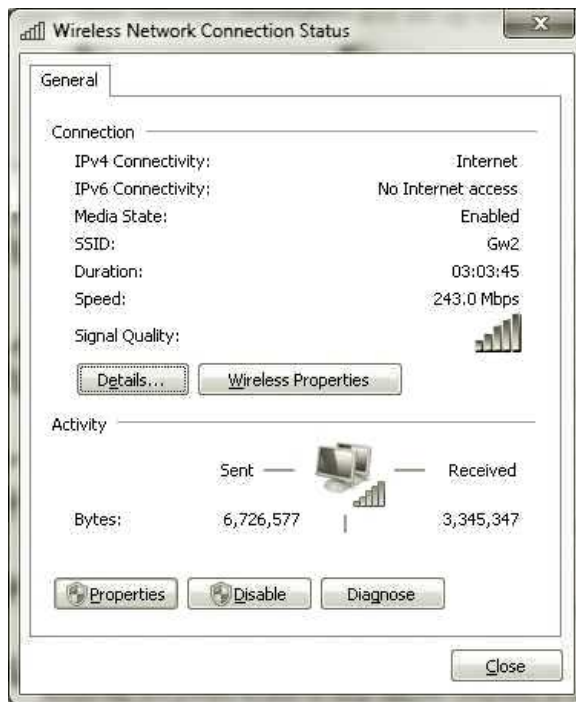 Wireless Network Connection Status
General
Connection
IPv4 Connectivity: Internet
IPv6 Connectivity: No Internet access
Media State: Enabled
SSID: Gw2
Duration: 03:03:45
Speed: 243.0 Mbps
Signal Quality:
Details... Wireless Properties
Activity
Sent Received
Bytes: 6,726,577 3,345,347
Properties Disable Diagnose
Close